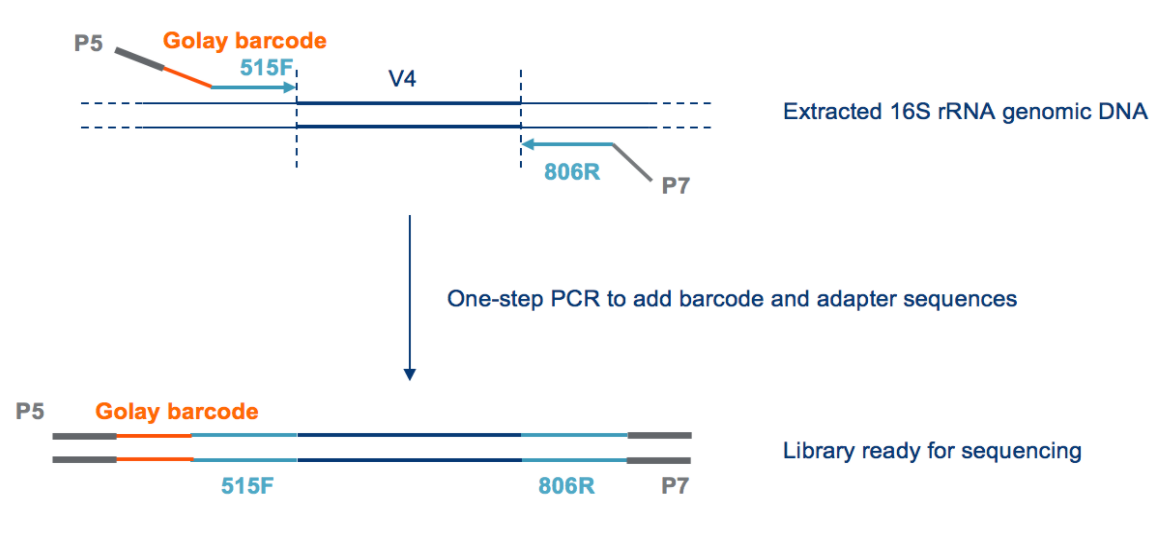 P5
Golay barcode
515F
V4
Extracted 16S rRNA genomic DNA
806R
P7
One-step PCR to add barcode and adapter sequences
P5
Golay barcode
Library ready for sequencing
515F
806R
P7